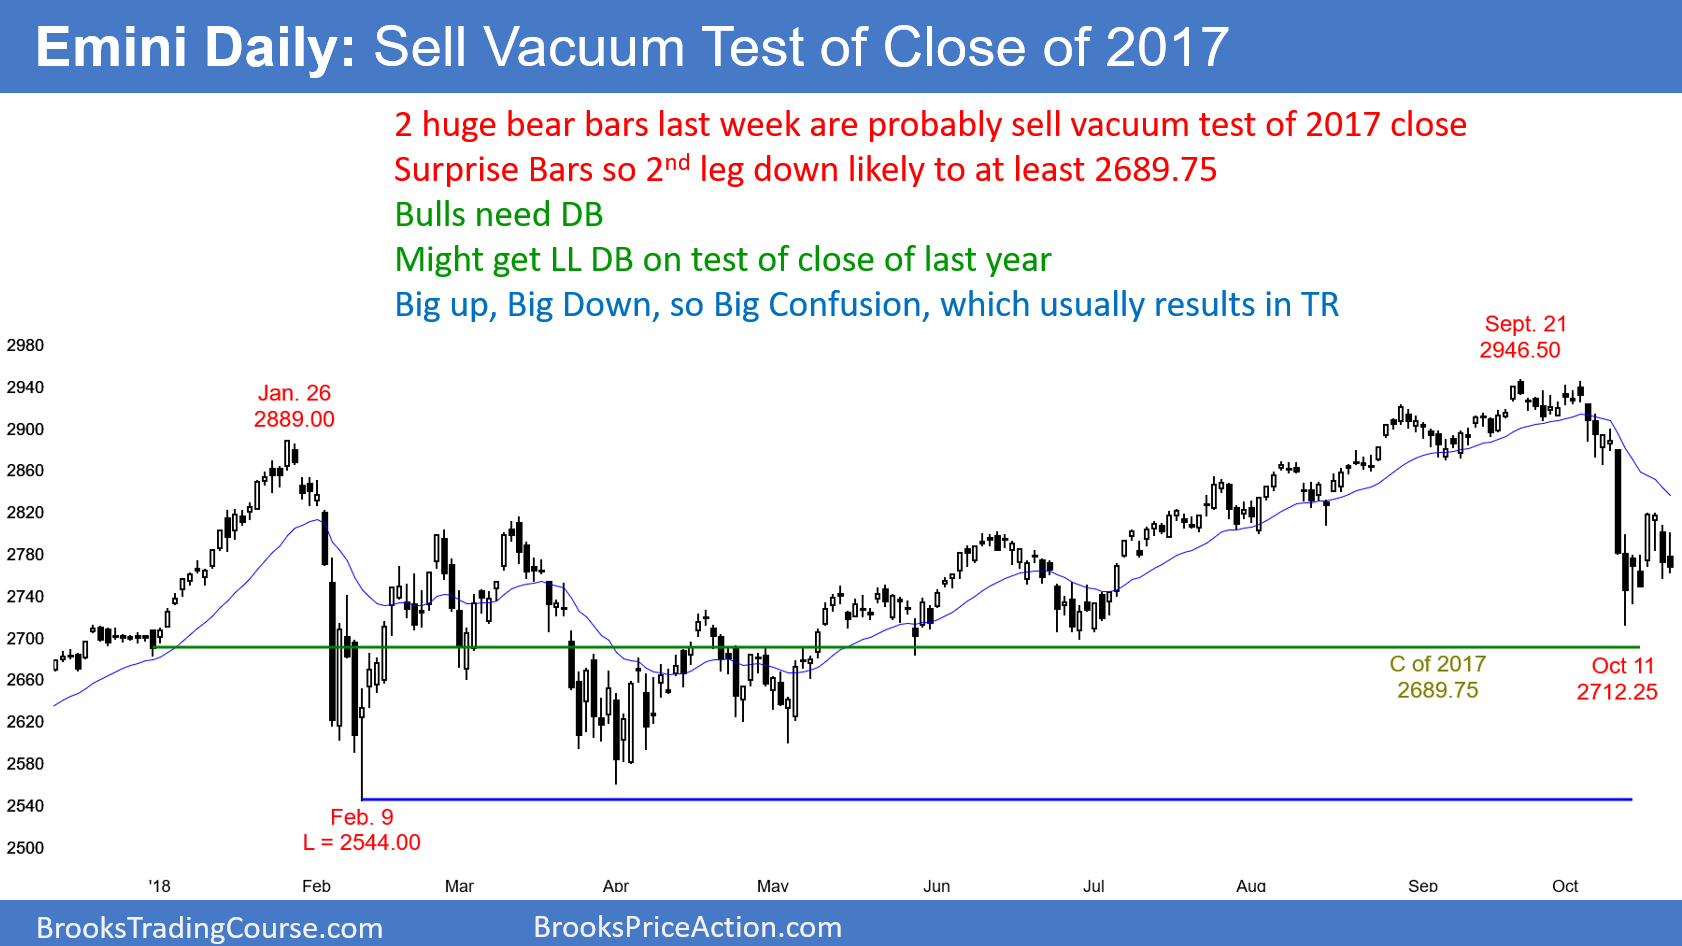 Emini Daily: Sell Vacuum Test of Close of 2017
2 huge bear bars last week are probably sell vacuum test of 2017 close
Surprise Bars so 2nd leg down likely to at least 2689.75
Bulls need DB
Might get LL DB on test of close of last year
Big up, Big Down, so Big Confusion, which usually results in TR
Sept. 21
2946.50
Jan. 26
2889.00
2980
2940
2900
2860
2820
2780
2740
2700
2660
2620
2580
2540
2500
C of 2017
2689.75
Oct 11
2712.25
Feb. 9
L = 2544.00
'18 Feb Mar Apr May Jun Jul Aug Sep Oct
BrooksTradingCourse.com BrooksPriceAction.com